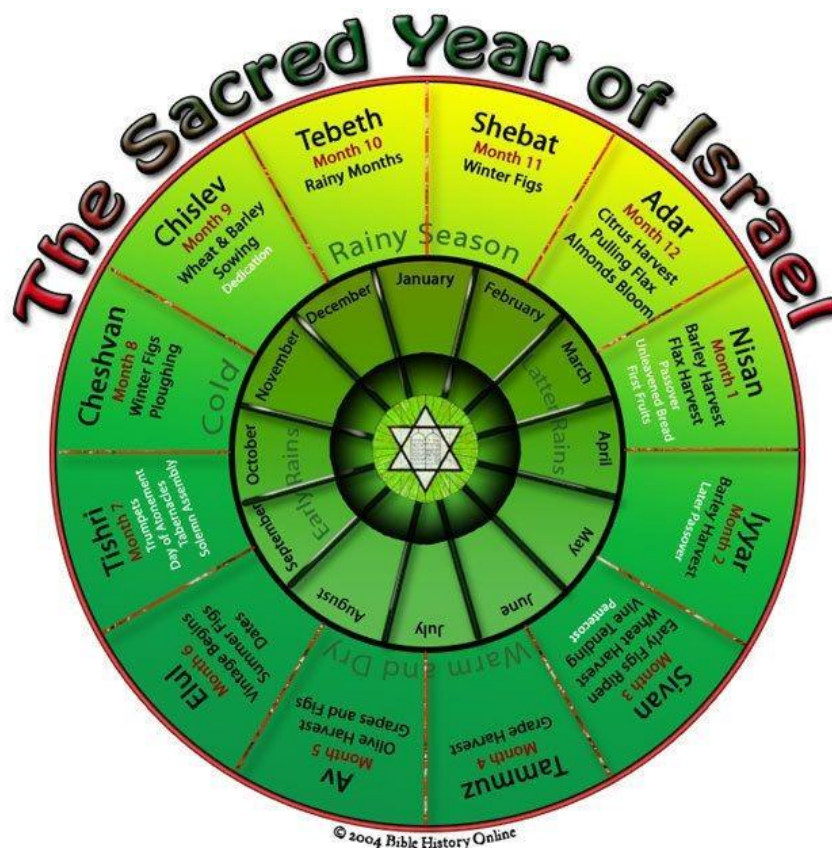 The Sacred Year of Israel
Tebeth
Month 10
Rainy Months
Shebat
Month 11
Winter Figs
Adar
Month 12
Citrus Harvest
Pulling Flax
Almonds Bloom
Nisan
Month 1
Barley Harvest
Flax Harvest
Passover
Unleavened Bread
First Fruits
Iyyar
Month 2
Barley Harvest
Later Passover
Sivan
Month 3
Early Figs Ripen
Wheat Harvest
Vine Tending
Pentecost
Tammuz
Month 4
Grape Harvest
Av
Month 5
Olive Harvest
Grapes and Figs
Elul
Month 6
Vintage Begins
Summer Figs
Dates
Tishri
Month 7
Trumpets
Day of Atonement
Tabernacles
Solemn Assembly
Cheshvan
Month 8
Winter Figs
Ploughing
Chislev
Month 9
Wheat & Barley
Sowing
Dedication
Rainy Season
Latter Rains
Warm and Dry
Early Rains
Cold
January
February
March
April
May
June
July
August
September
October
November
December
© 2004 Bible History Online